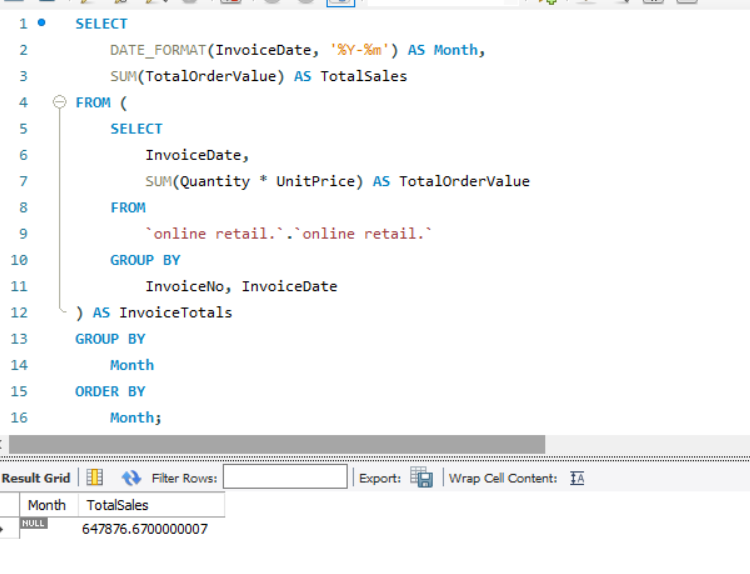 1 SELECT
2 DATE_FORMAT(InvoiceDate, '%Y-%m') AS Month,
3 SUM(TotalOrderValue) AS TotalSales
4 FROM (
5 SELECT
6 InvoiceDate,
7 SUM(Quantity * UnitPrice) AS TotalOrderValue
8 FROM
9 `online retail.`.`online retail.`
10 GROUP BY
11 InvoiceNo, InvoiceDate
12 ) AS InvoiceTotals
13 GROUP BY
14 Month
15 ORDER BY
16 Month;
Result Grid Filter Rows: Export: Wrap Cell Content: IA
Month TotalSales
NULL 647876.6700000007